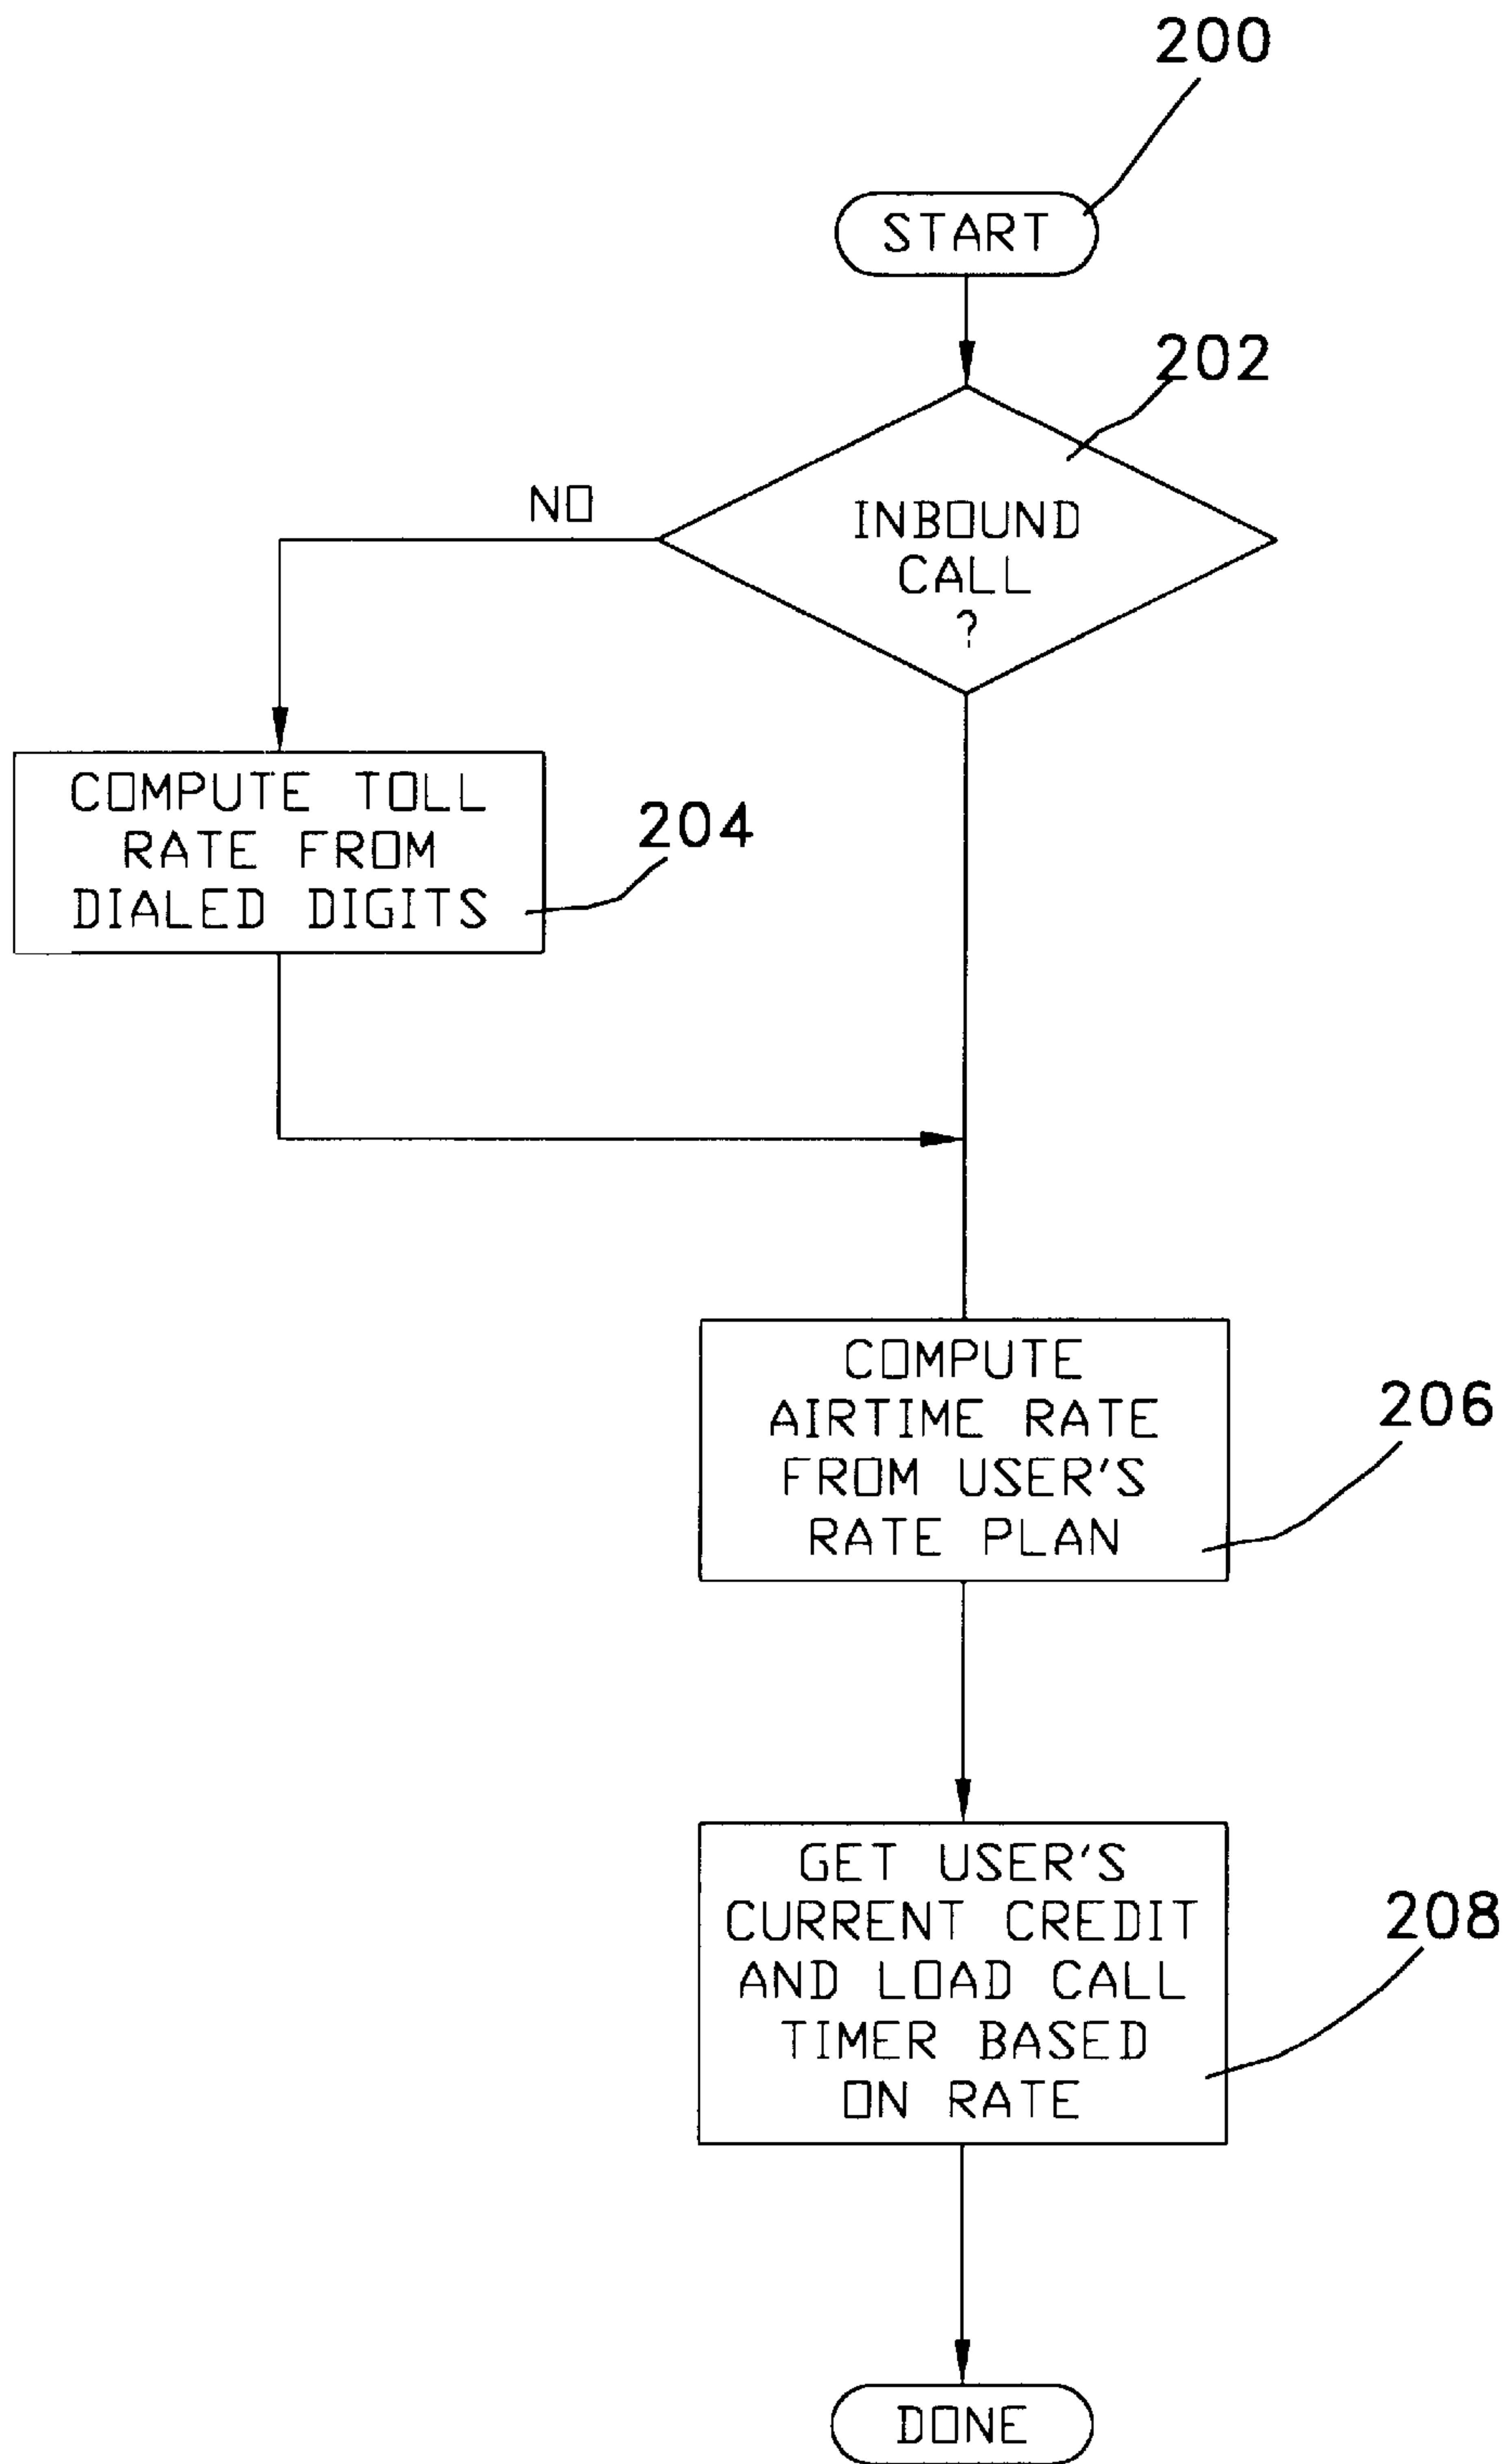 200
START
202
NO
INBOUND
CALL
?
COMPUTE TOLL
RATE FROM
DIALED DIGITS
204
COMPUTE
AIRTIME RATE
FROM USER'S
RATE PLAN
206
GET USER'S
CURRENT CREDIT
AND LOAD CALL
TIMER BASED
ON RATE
208
DONE